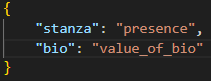 {
"stanza": "presence",
"bio": "value_of_bio"
}